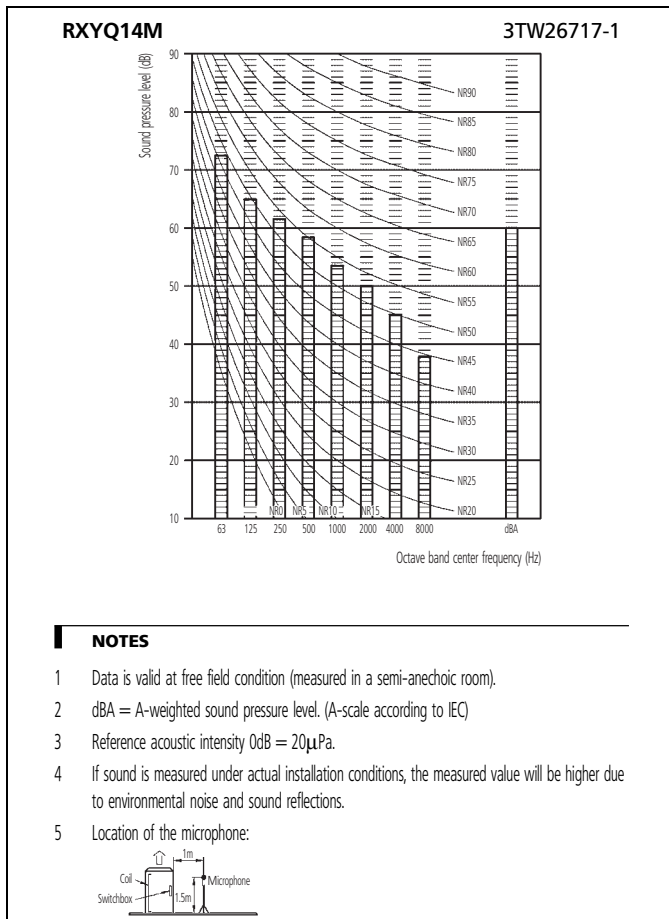 RXYQ14M 3TW26717-1
Sound pressure level (dB)
90
80
70
60
50
40
30
20
10
NR90
NR85
NR80
NR75
NR70
NR65
NR60
NR55
NR50
NR45
NR40
NR35
NR30
NR25
NR20
NR0 NR5 NR10 NR15
63 125 250 500 1000 2000 4000 8000 dBA
Octave band center frequency (Hz)
NOTES
1 Data is valid at free field condition (measured in a semi-anechoic room).
2 dBA = A-weighted sound pressure level. (A-scale according to IEC)
3 Reference acoustic intensity 0dB = 20μPa.
4 If sound is measured under actual installation conditions, the measured value will be higher due
to environmental noise and sound reflections.
5 Location of the microphone:
1m
Coil
Microphone
Switchbox
1.5m